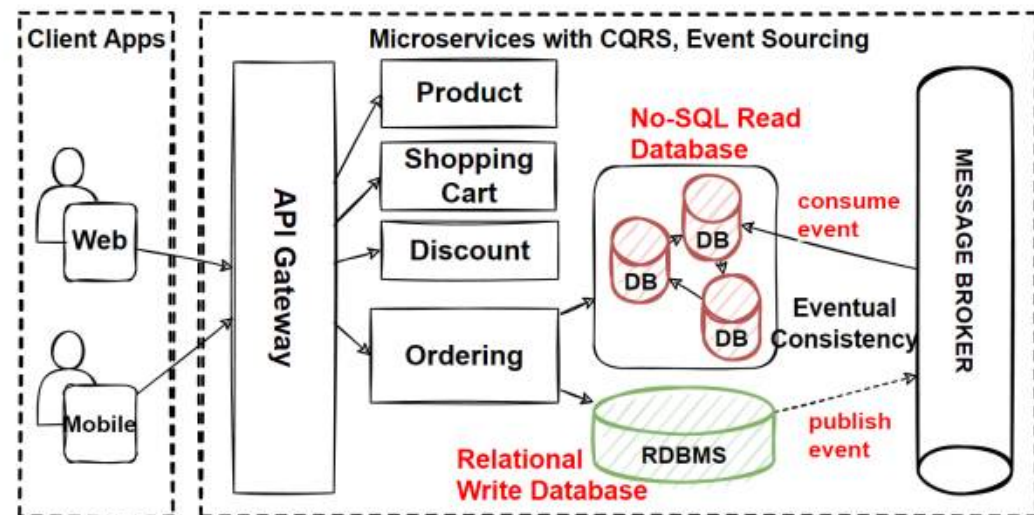 Client Apps
Microservices with CQRS, Event Sourcing
Web
Mobile
API Gateway
Product
Shopping
Cart
Discount
Ordering
No-SQL Read
Database
DB
DB
DB
consume
event
Eventual
Consistency
MESSAGE BROKER
RDBMS
publish
event
Relational
Write Database